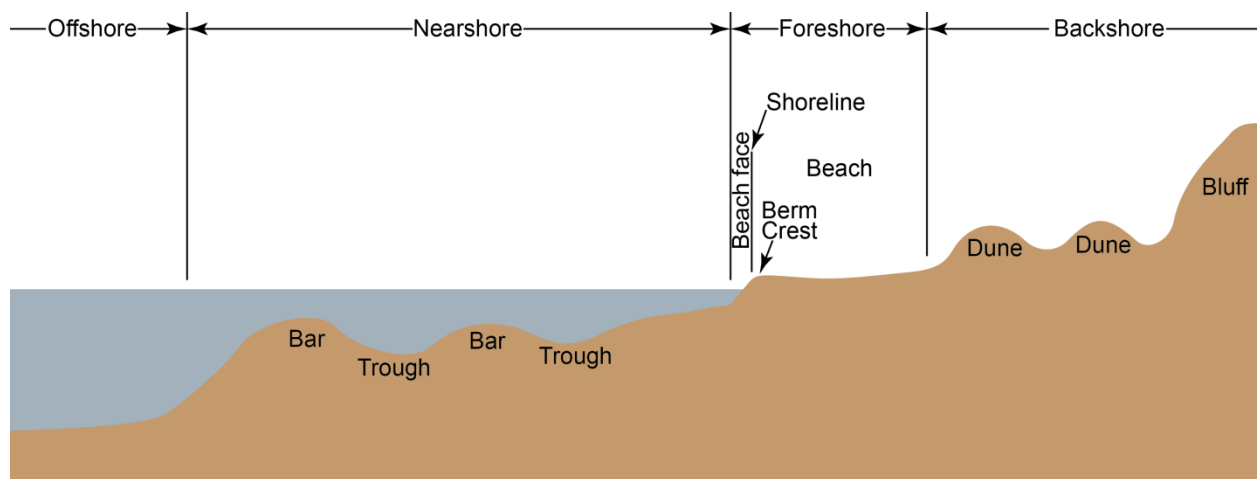 Offshore
Nearshore
Foreshore
Backshore
Shoreline
Beach face
Beach
Berm
Crest
Bluff
Dune
Dune
Bar
Trough
Bar
Trough